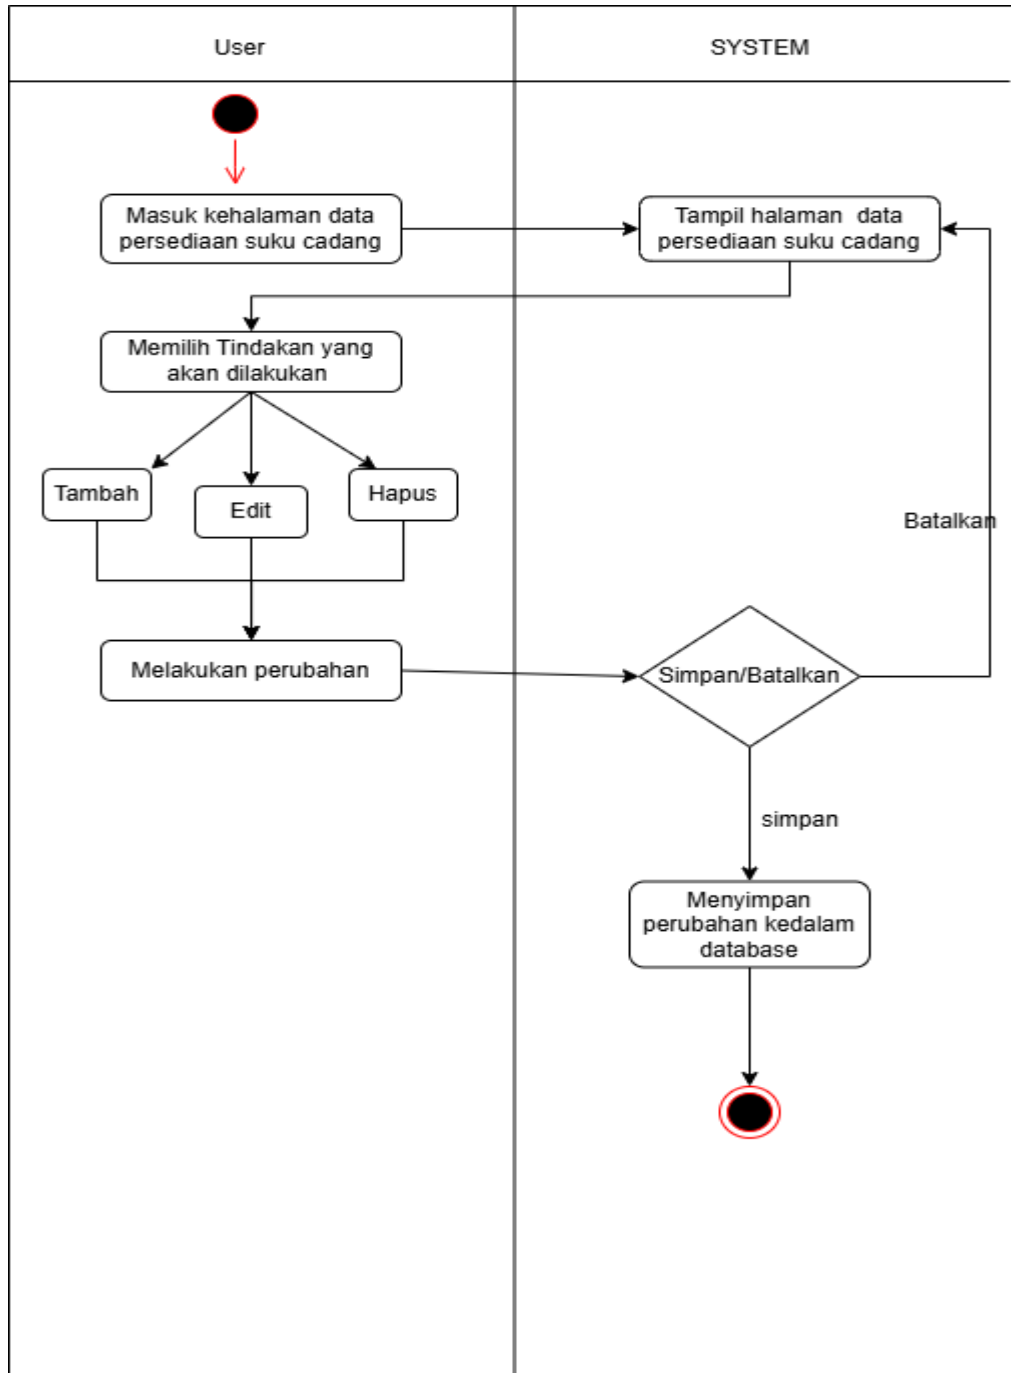 User
SYSTEM
Masuk kehalaman data
persediaan suku cadang
Tampil halaman data
persediaan suku cadang
Memilih Tindakan yang
akan dilakukan
Tambah
Edit
Hapus
Batalkan
Melakukan perubahan
Simpan/Batalkan
simpan
Menyimpan
perubahan kedalam
database